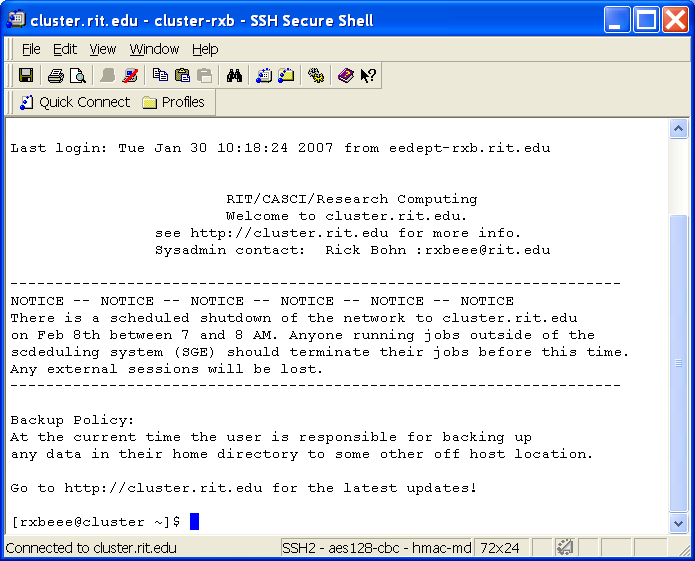 cluster.rit.edu - cluster-rxb - SSH Secure Shell
File Edit View Window Help
Quick Connect Profiles
Last login: Tue Jan 30 10:18:24 2007 from eedept-rxb.rit.edu
RIT/CASCI/Research Computing
Welcome to cluster.rit.edu.
see http://cluster.rit.edu for more info.
Sysadmin contact:  Rick Bohn :rxbeee@rit.edu
--------------------------------------------------------------------
NOTICE -- NOTICE -- NOTICE -- NOTICE -- NOTICE -- NOTICE
There is a scheduled shutdown of the network to cluster.rit.edu
on Feb 8th between 7 and 8 AM. Anyone running jobs outside of the
scdeduling system (SGE) should terminate their jobs before this time.
Any external sessions will be lost.
--------------------------------------------------------------------
Backup Policy:
At the current time the user is responsible for backing up
any data in their home directory to some other off host location.
Go to http://cluster.rit.edu for the latest updates!
[rxbeee@cluster ~]$
Connected to cluster.rit.edu SSH2 - aes128-cbc - hmac-md 72x24